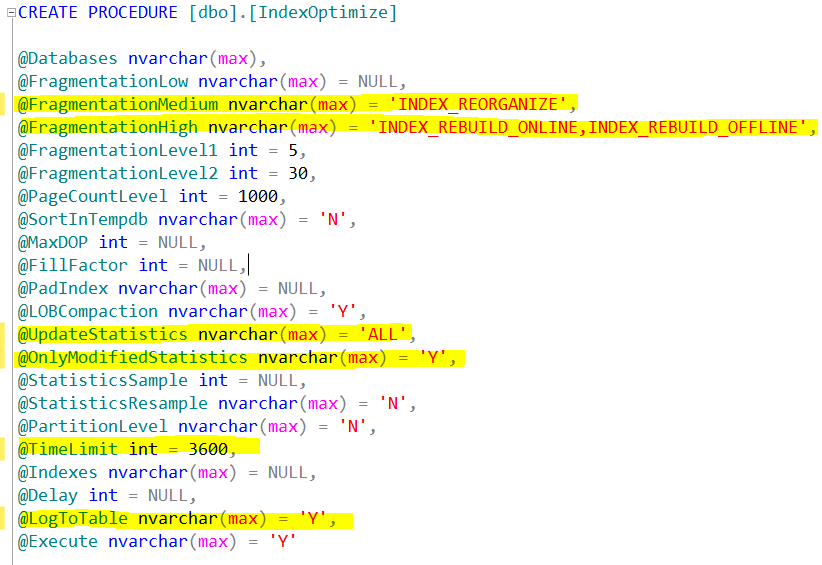 CREATE PROCEDURE [dbo].[IndexOptimize]
@Databases nvarchar(max),
@FragmentationLow nvarchar(max) = NULL,
@FragmentationMedium nvarchar(max) = 'INDEX_REORGANIZE',
@FragmentationHigh nvarchar(max) = 'INDEX_REBUILD_ONLINE,INDEX_REBUILD_OFFLINE',
@FragmentationLevel1 int = 5,
@FragmentationLevel2 int = 30,
@PageCountLevel int = 1000,
@SortInTempdb nvarchar(max) = 'N',
@MaxDOP int = NULL,
@FillFactor int = NULL,
@PadIndex nvarchar(max) = NULL,
@LOBCompaction nvarchar(max) = 'Y',
@UpdateStatistics nvarchar(max) = 'ALL',
@OnlyModifiedStatistics nvarchar(max) = 'Y',
@StatisticsSample int = NULL,
@StatisticsResample nvarchar(max) = 'N',
@PartitionLevel nvarchar(max) = 'N',
@TimeLimit int = 3600,
@Indexes nvarchar(max) = NULL,
@Delay int = NULL,
@LogToTable nvarchar(max) = 'Y',
@Execute nvarchar(max) = 'Y'